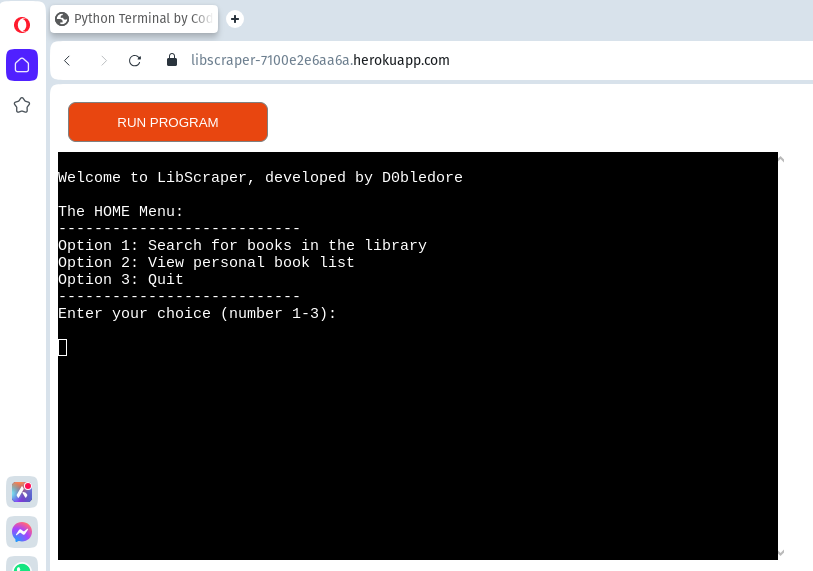 Python Terminal by Cod
libscraper-7100e2e6aa6a.herokuapp.com
RUN PROGRAM
Welcome to LibScraper, developed by D0bledore
The HOME Menu:
---------------------------
Option 1: Search for books in the library
Option 2: View personal book list
Option 3: Quit
---------------------------
Enter your choice (number 1-3):